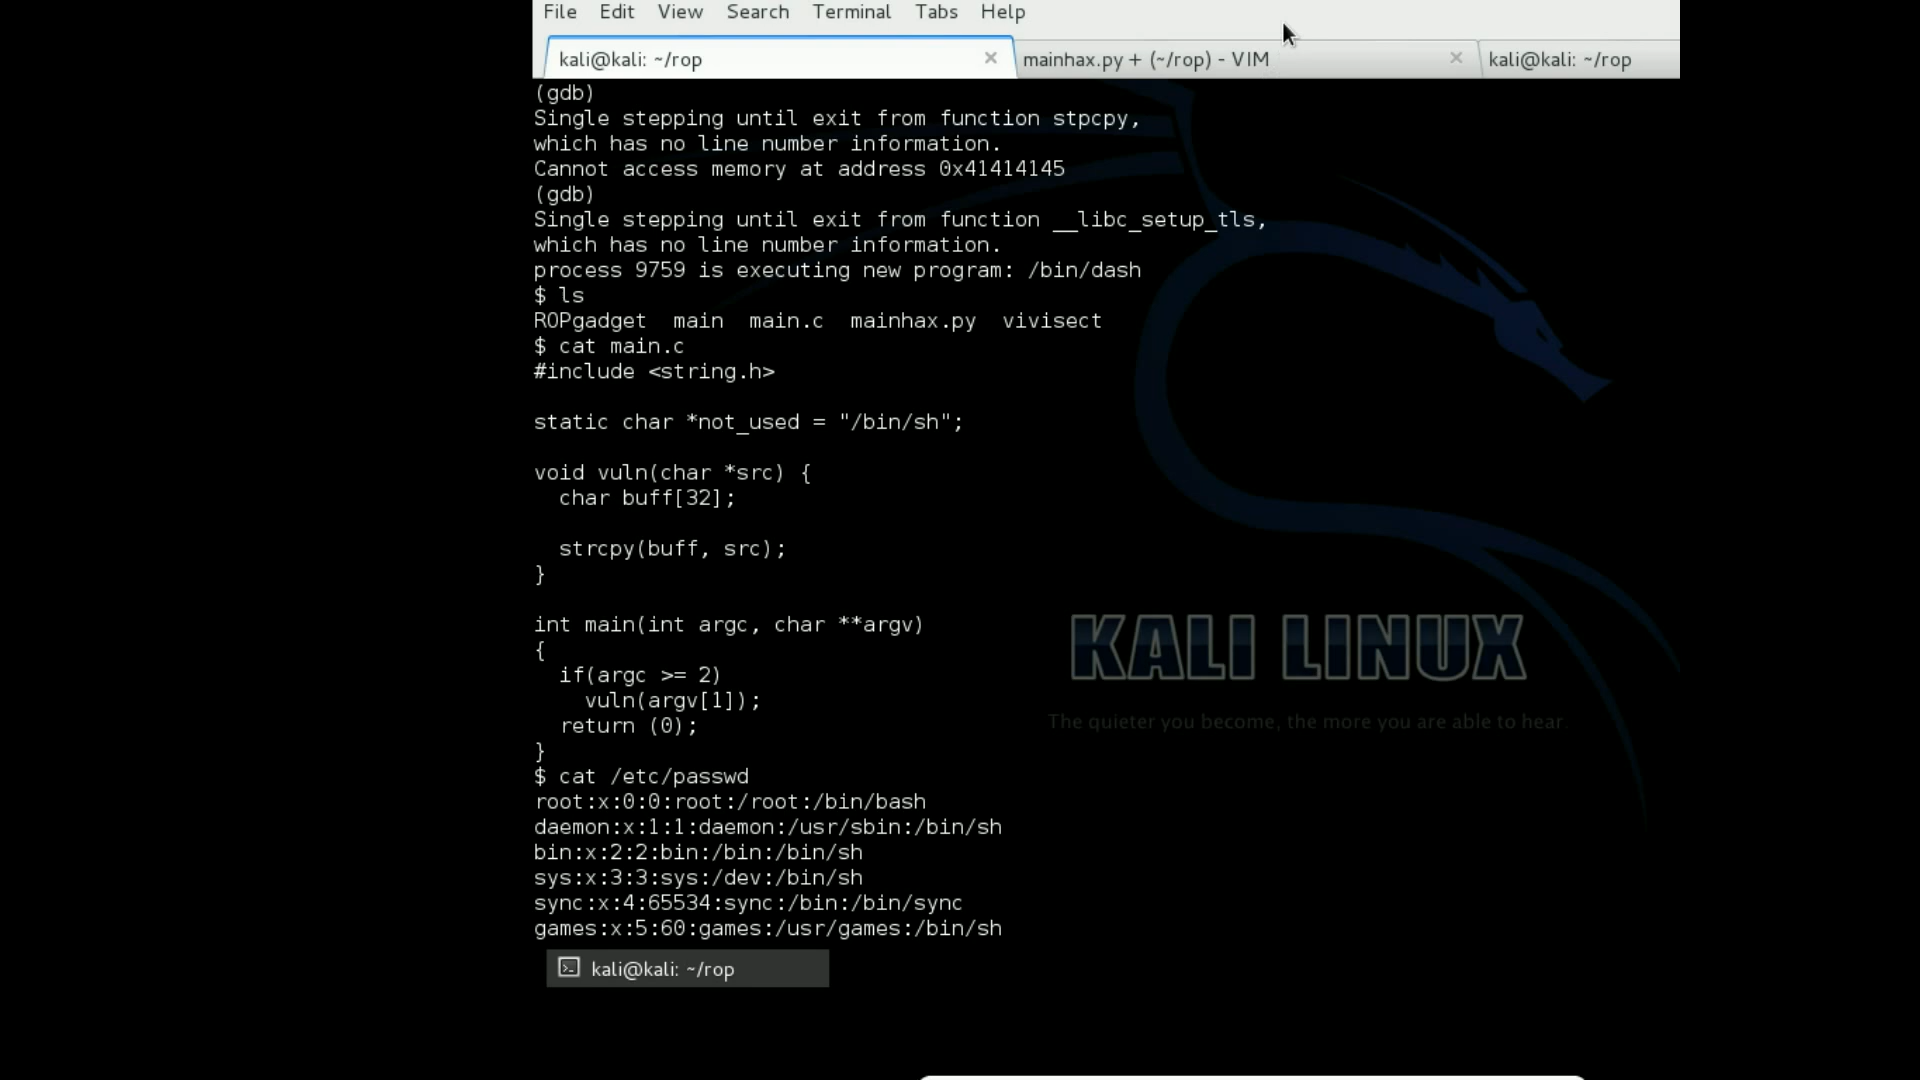 File Edit View Search Terminal Tabs Help
kali@kali: ~/rop
mainhax.py + (~/rop) - VIM
kali@kali: ~/rop
(gdb)
Single stepping until exit from function stpcpy,
which has no line number information.
Cannot access memory at address 0x41414145
(gdb)
Single stepping until exit from function __libc_setup_tls,
which has no line number information.
process 9759 is executing new program: /bin/dash
$ ls
ROPgadget  main  main.c  mainhax.py  vivisect
$ cat main.c
#include <string.h>
static char *not_used = "/bin/sh";
void vuln(char *src) {
  char buff[32];
  strcpy(buff, src);
}
int main(int argc, char **argv)
{
  if(argc >= 2)
    vuln(argv[1]);
  return (0);
}
$ cat /etc/passwd
root:x:0:0:root:/root:/bin/bash
daemon:x:1:1:daemon:/usr/sbin:/bin/sh
bin:x:2:2:bin:/bin:/bin/sh
sys:x:3:3:sys:/dev:/bin/sh
sync:x:4:65534:sync:/bin:/bin/sync
games:x:5:60:games:/usr/games:/bin/sh
KALI LINUX
The quieter you become, the more you are able to hear.
kali@kali: ~/rop